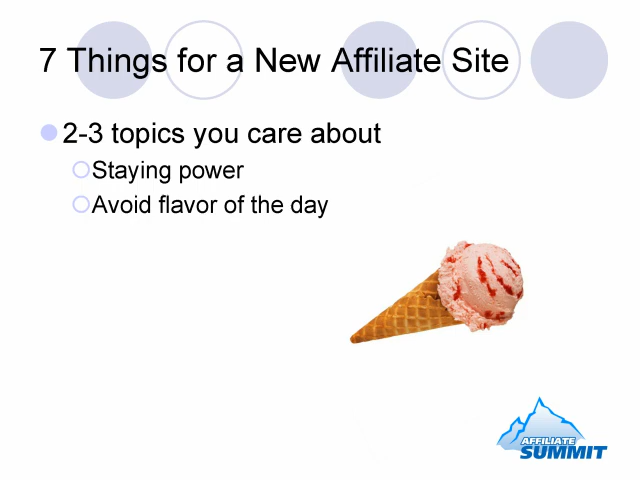 7 Things for a New Affiliate Site
2-3 topics you care about
Staying power
Avoid flavor of the day
AFFILIATE
SUMMIT